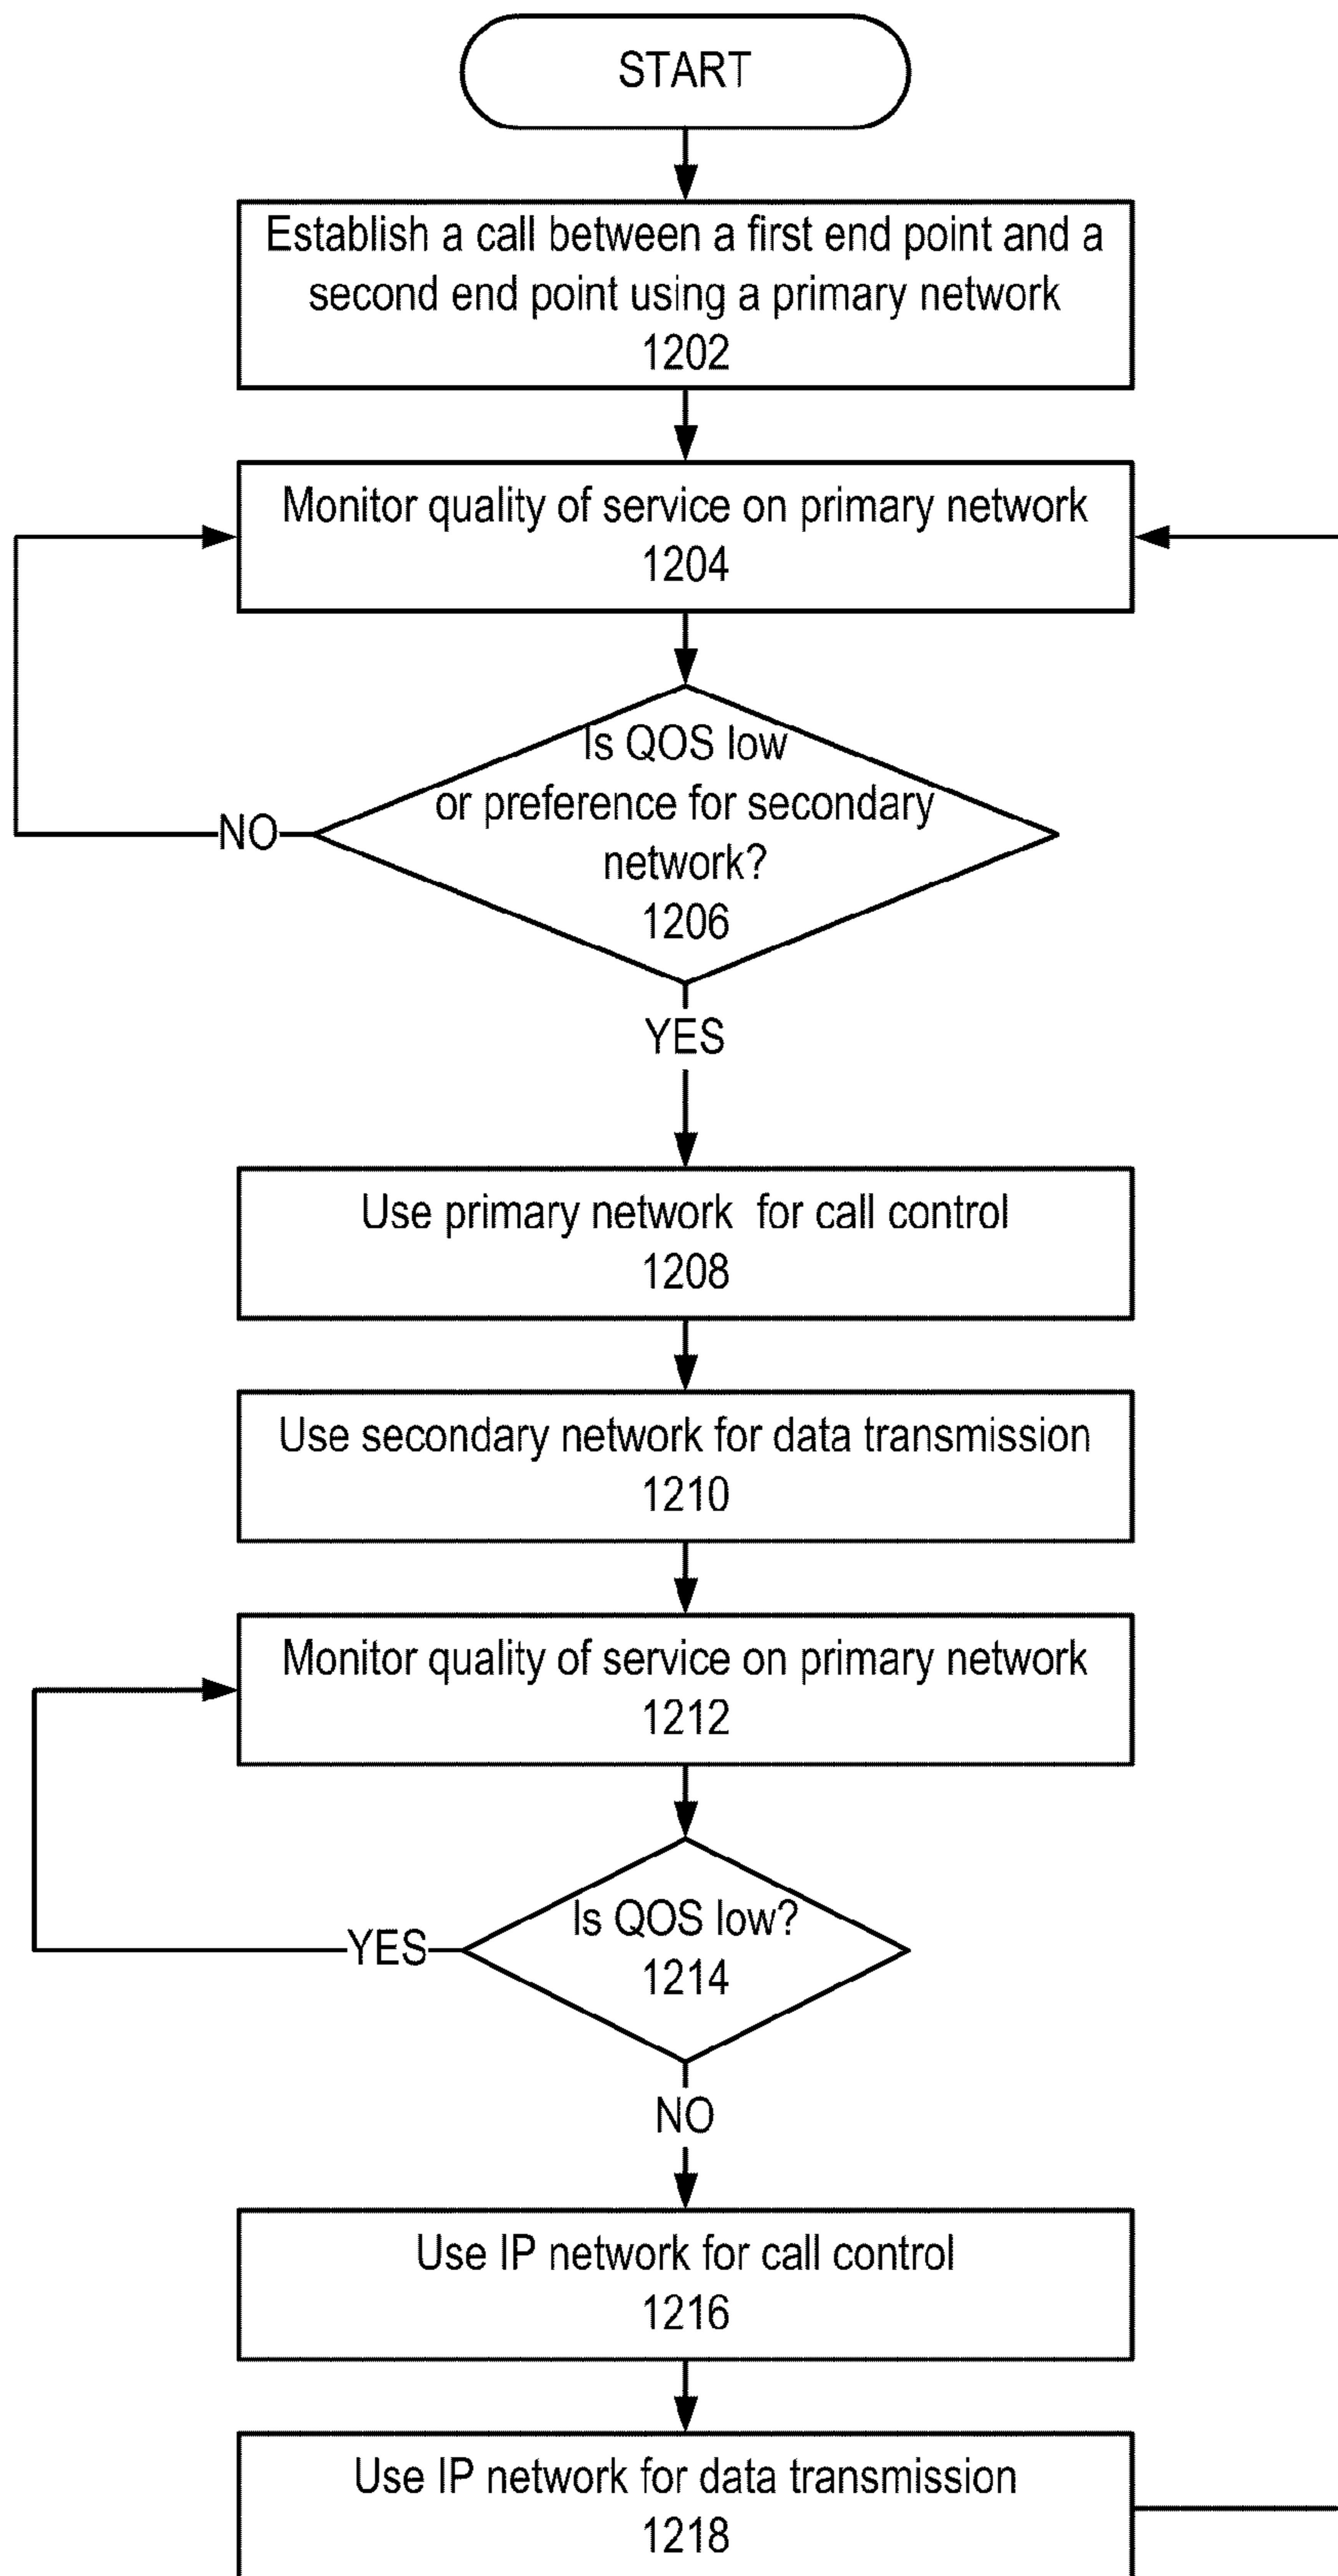 START
Establish a call between a first end point and a
second end point using a primary network
1202
Monitor quality of service on primary network
1204
Is QOS low
or preference for secondary
network?
1206
NO
YES
Use primary network for call control
1208
Use secondary network for data transmission
1210
Monitor quality of service on primary network
1212
Is QOS low?
1214
YES
NO
Use IP network for call control
1216
Use IP network for data transmission
1218